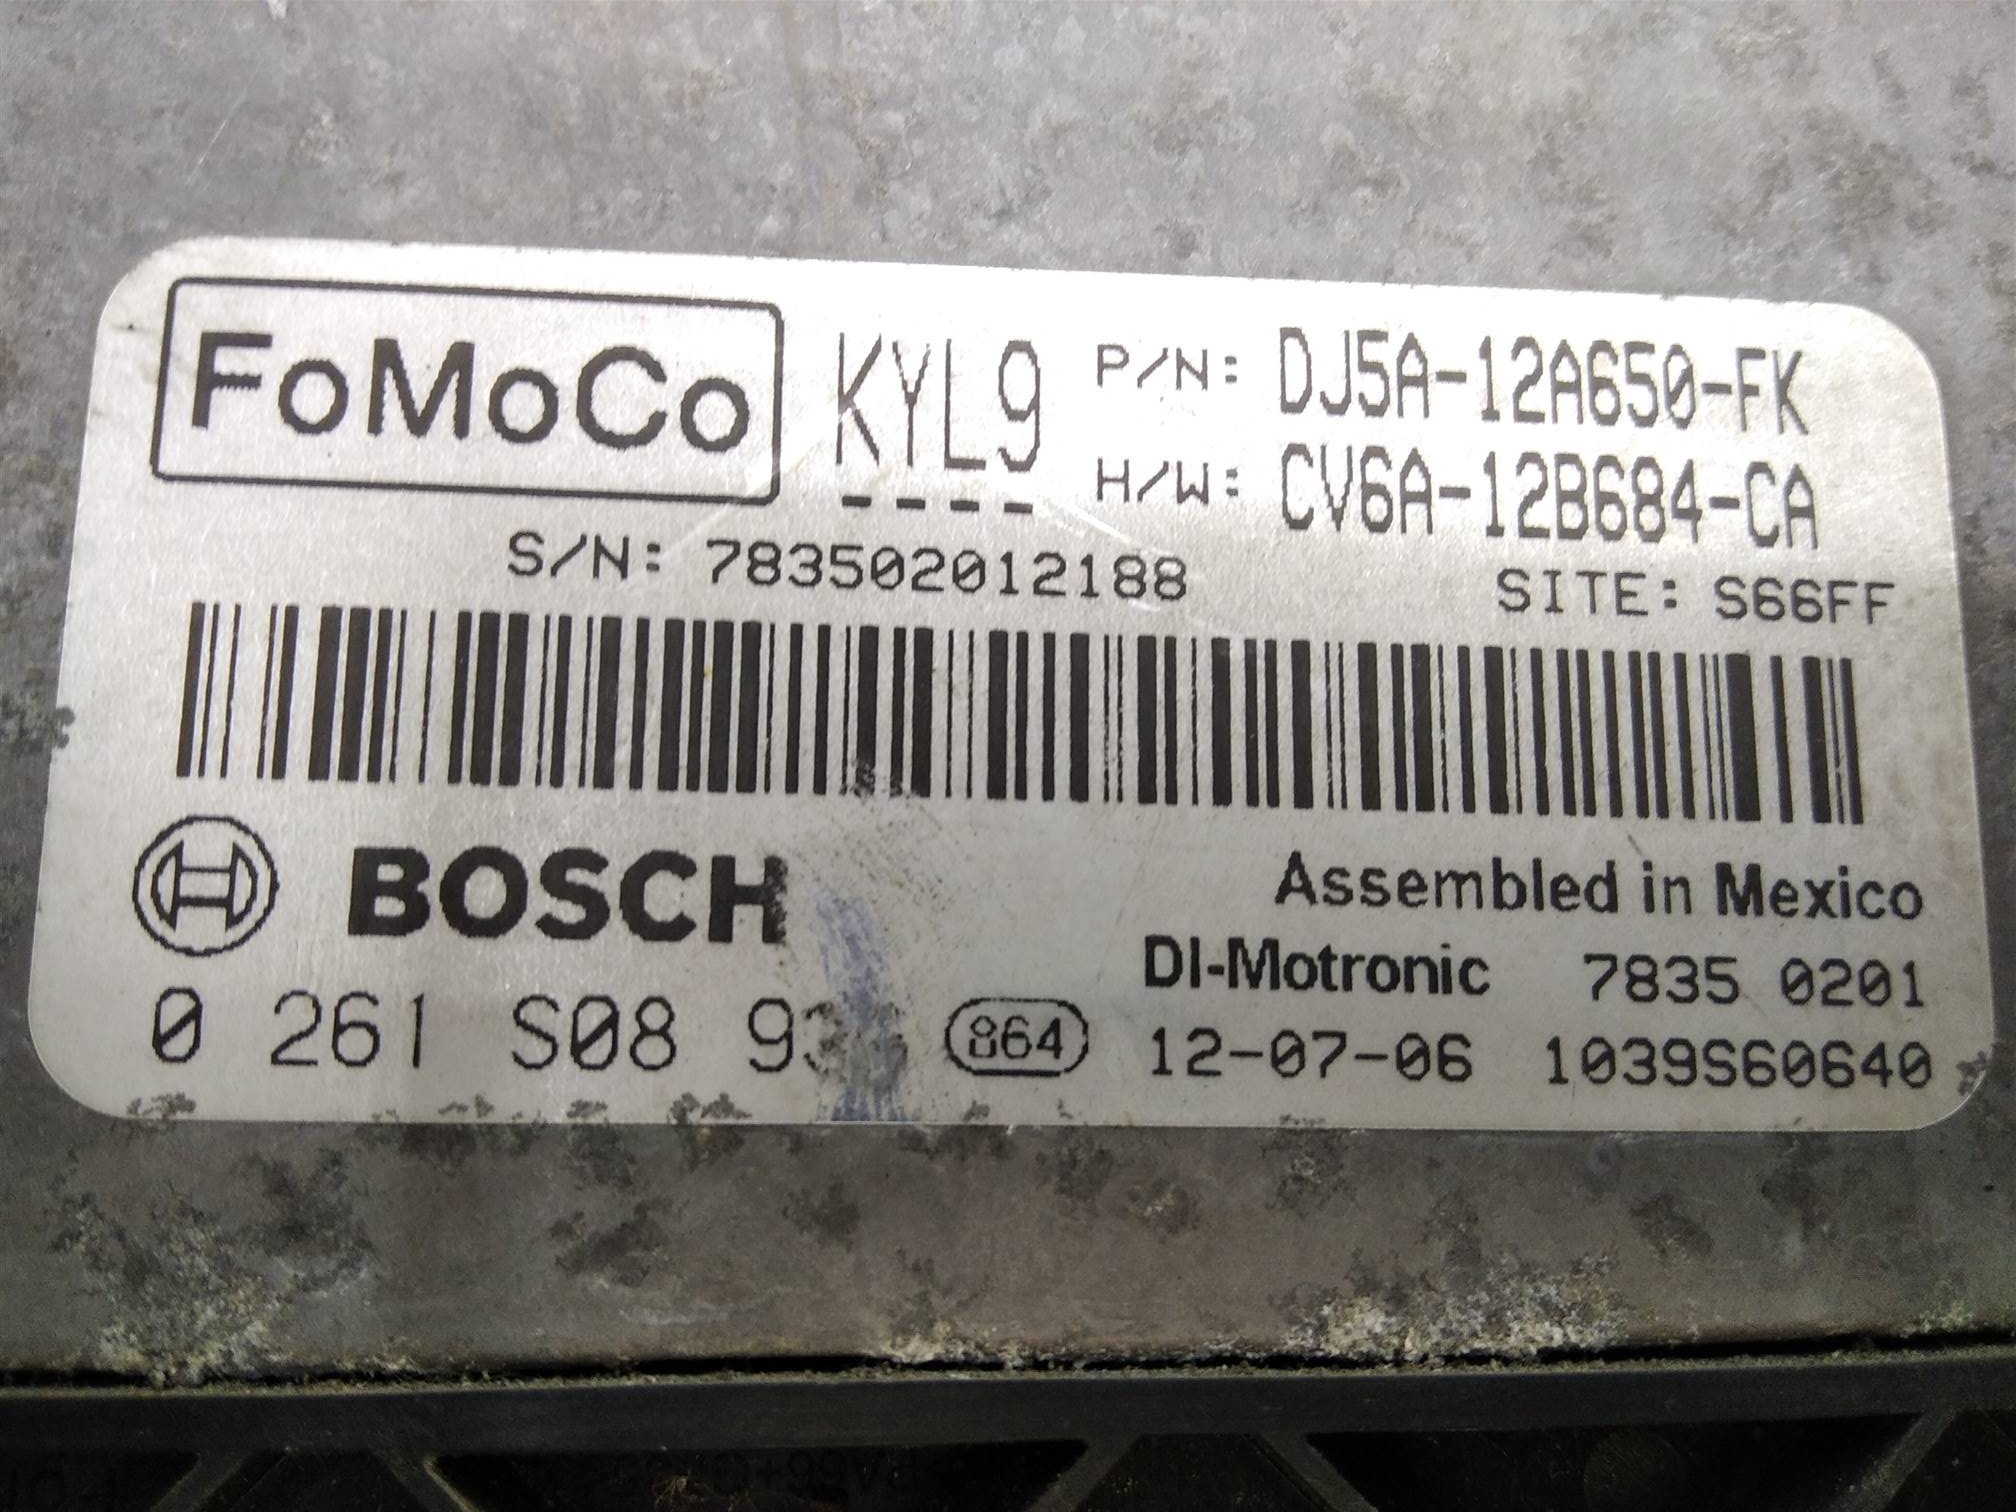 FoMoCo KYL9 P/N: DJ5A-12A650-FK
H/W: CV6A-12B684-CA
S/N: 783502012188 SITE: S66FF
BOSCH Assembled in Mexico
DI-Motronic 7835 0201
0 261 S08 864 12-07-06 1039S60640